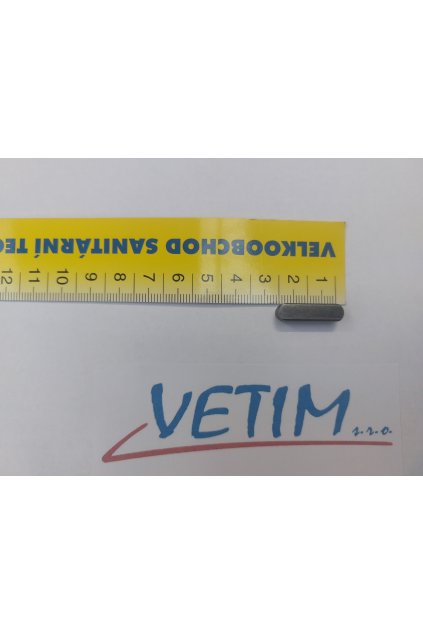 VELKOOBCHOD SANITÁRNÍ TE
12 11 10 9 8 7 6 5 4 3 2 1
VETIM s.r.o.